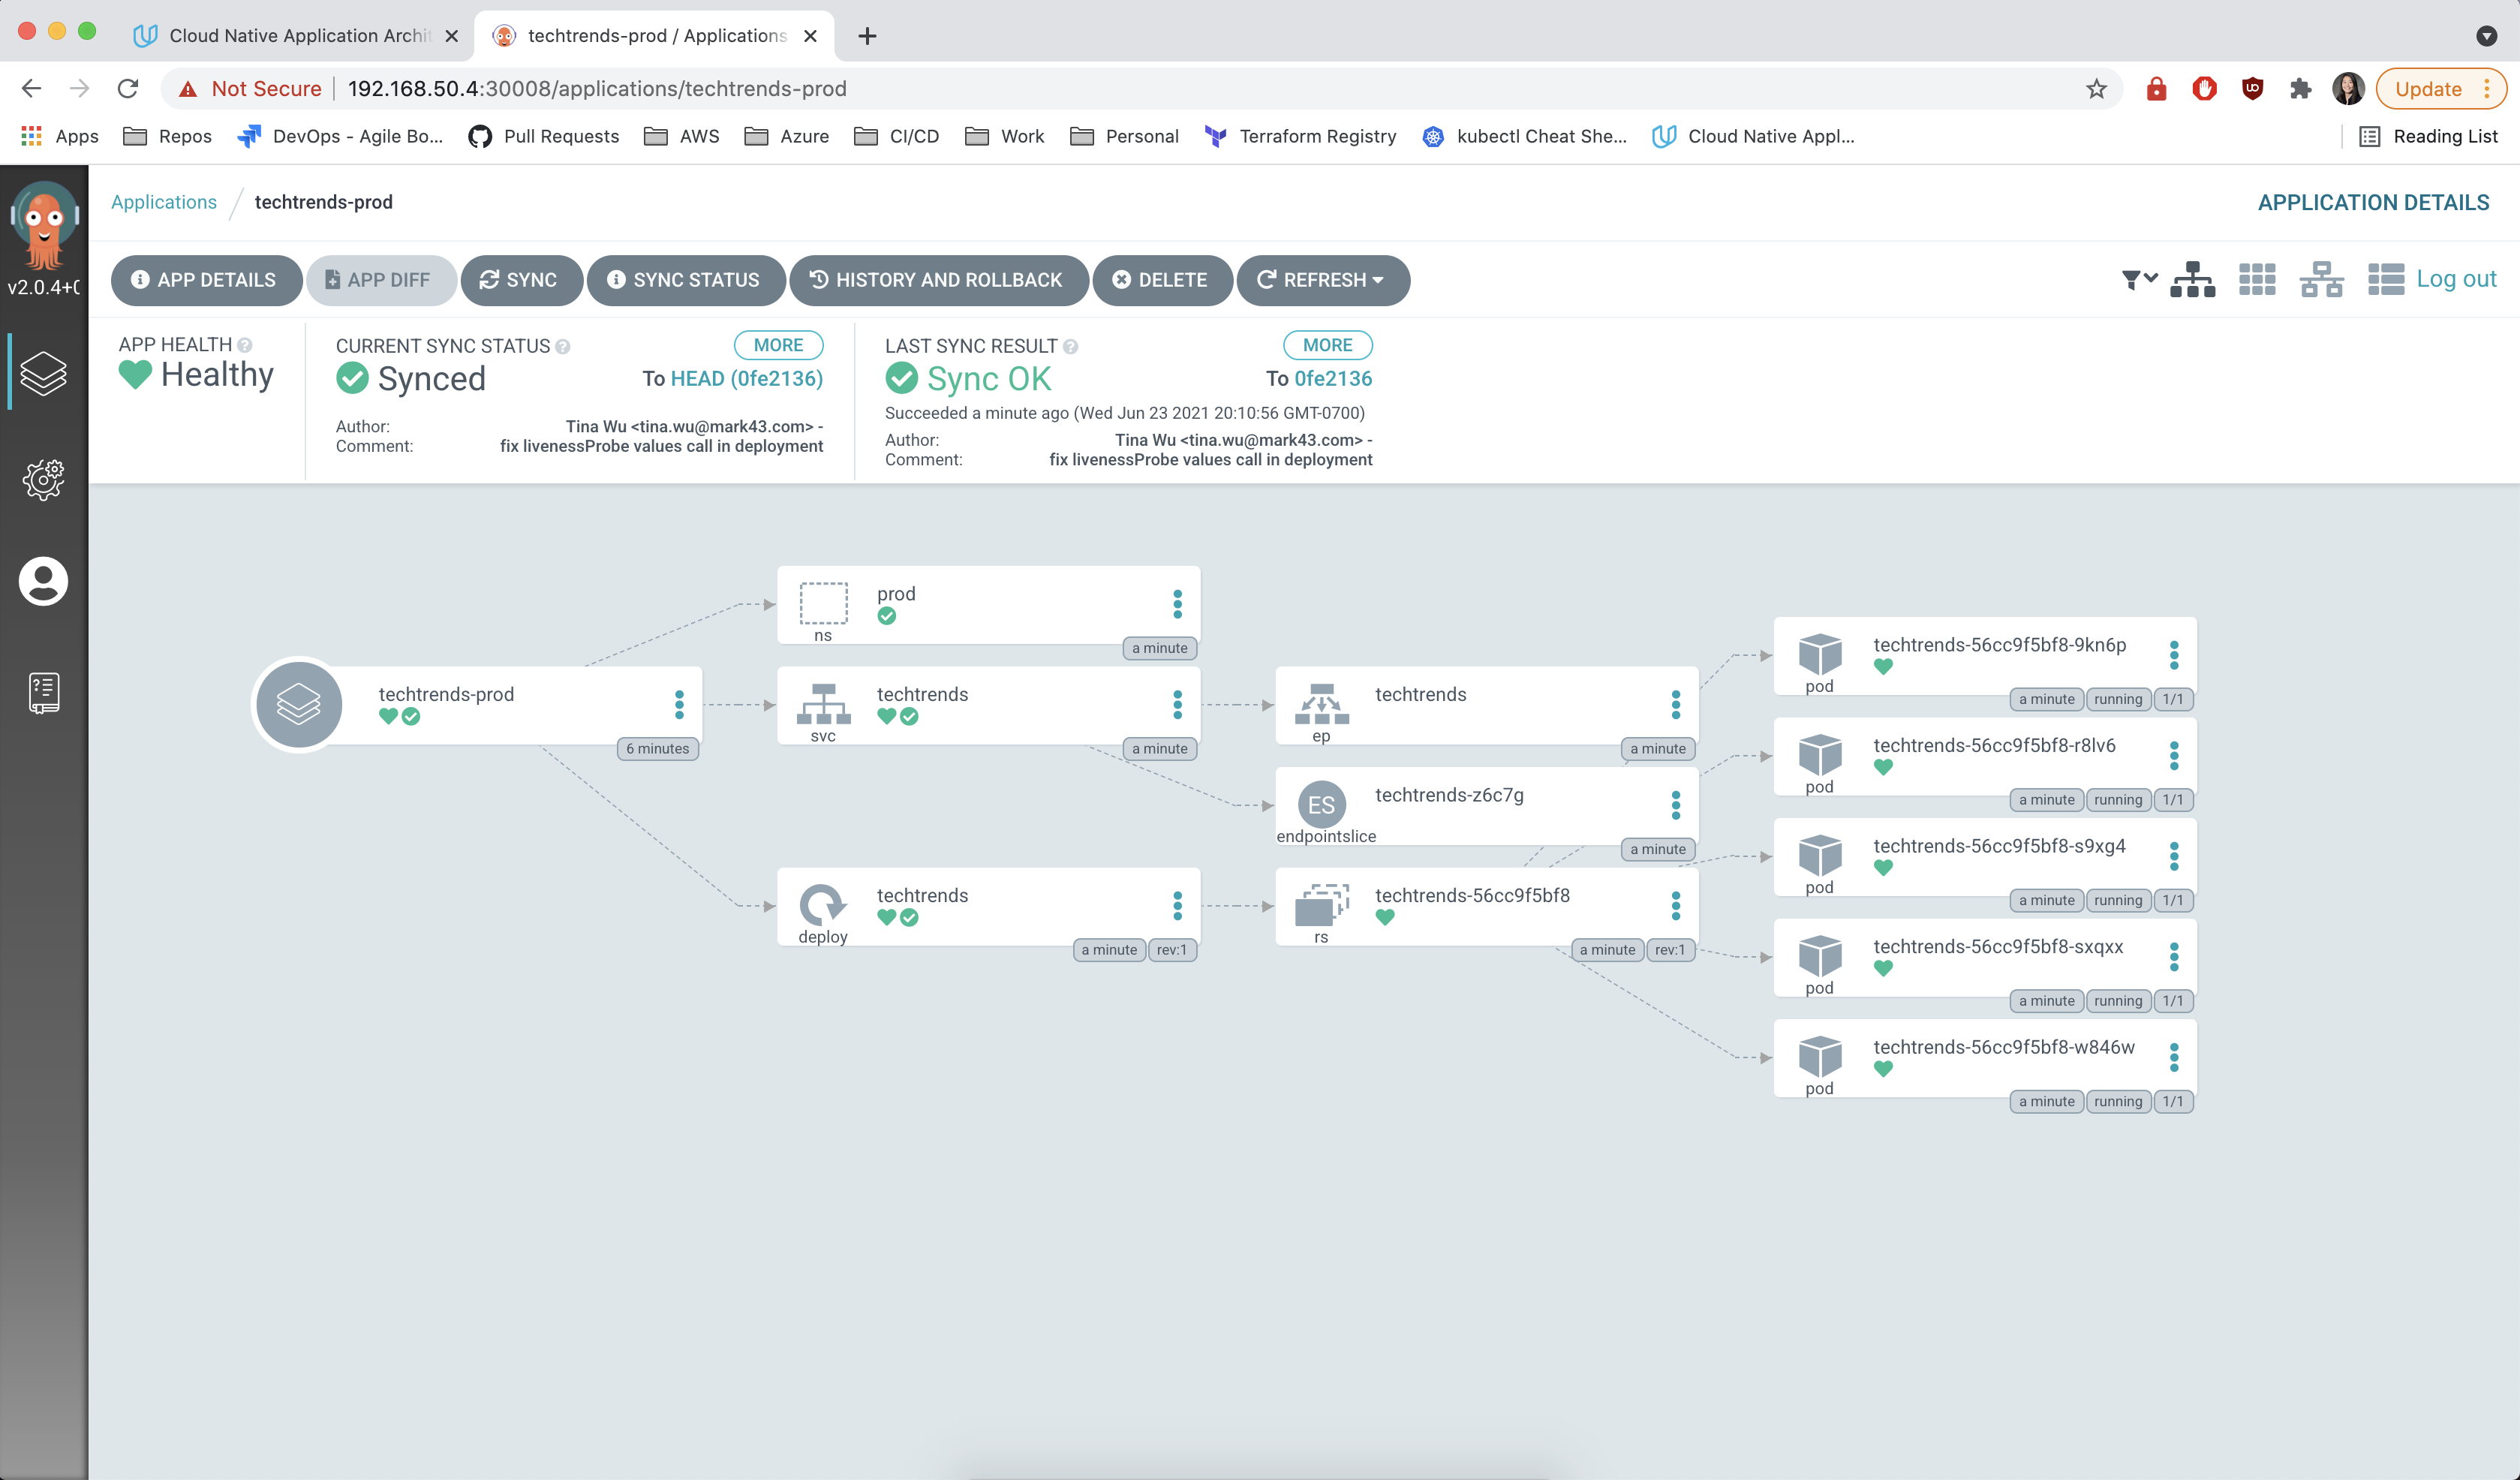 Cloud Native Application Archit
techtrends-prod / Applications
Not Secure 192.168.50.4:30008/applications/techtrends-prod
Update
Apps Repos DevOps - Agile Bo... Pull Requests AWS Azure CI/CD Work Personal Terraform Registry kubectl Cheat She... Cloud Native Appl... Reading List
v2.0.4+
Applications / techtrends-prod
APPLICATION DETAILS
APP DETAILS APP DIFF SYNC SYNC STATUS HISTORY AND ROLLBACK DELETE REFRESH
Log out
APP HEALTH
Healthy
CURRENT SYNC STATUS MORE
Synced To HEAD (0fe2136)
Author: Tina Wu <tina.wu@mark43.com> -
Comment: fix livenessProbe values call in deployment
LAST SYNC RESULT MORE
Sync OK To 0fe2136
Succeeded a minute ago (Wed Jun 23 2021 20:10:56 GMT-0700)
Author: Tina Wu <tina.wu@mark43.com> -
Comment: fix livenessProbe values call in deployment
techtrends-prod
6 minutes
prod
ns
a minute
techtrends
svc
a minute
techtrends
deploy
a minute rev:1
techtrends
ep
a minute
ES
techtrends-z6c7g
endpointslice
a minute
techtrends-56cc9f5bf8
rs
a minute rev:1
techtrends-56cc9f5bf8-9kn6p
pod
a minute running 1/1
techtrends-56cc9f5bf8-r8lv6
pod
a minute running 1/1
techtrends-56cc9f5bf8-s9xg4
pod
a minute running 1/1
techtrends-56cc9f5bf8-sxqxx
pod
a minute running 1/1
techtrends-56cc9f5bf8-w846w
pod
a minute running 1/1